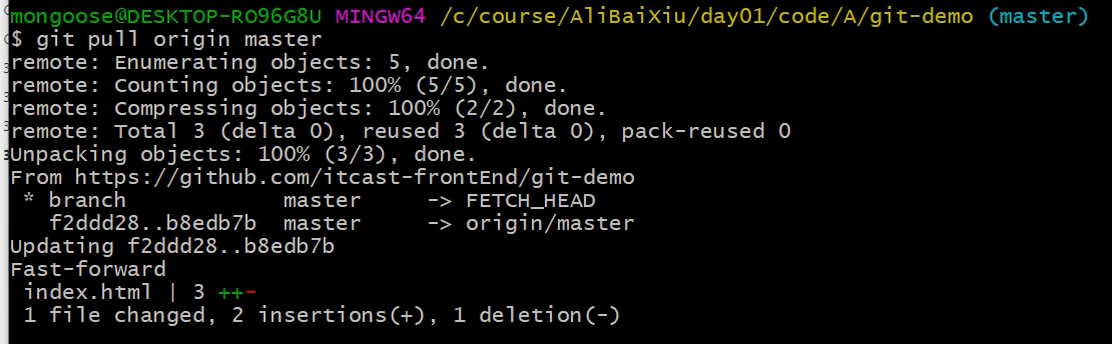 mongoose@DESKTOP-RO96G8U MINGW64 /c/course/AliBaiXiu/day01/code/A/git-demo (master)
$ git pull origin master
remote: Enumerating objects: 5, done.
remote: Counting objects: 100% (5/5), done.
remote: Compressing objects: 100% (2/2), done.
remote: Total 3 (delta 0), reused 3 (delta 0), pack-reused 0
Unpacking objects: 100% (3/3), done.
From https://github.com/itcast-frontEnd/git-demo
 * branch            master     -> FETCH_HEAD
   f2ddd28..b8edb7b  master     -> origin/master
Updating f2ddd28..b8edb7b
Fast-forward
 index.html | 3 ++-
 1 file changed, 2 insertions(+), 1 deletion(-)